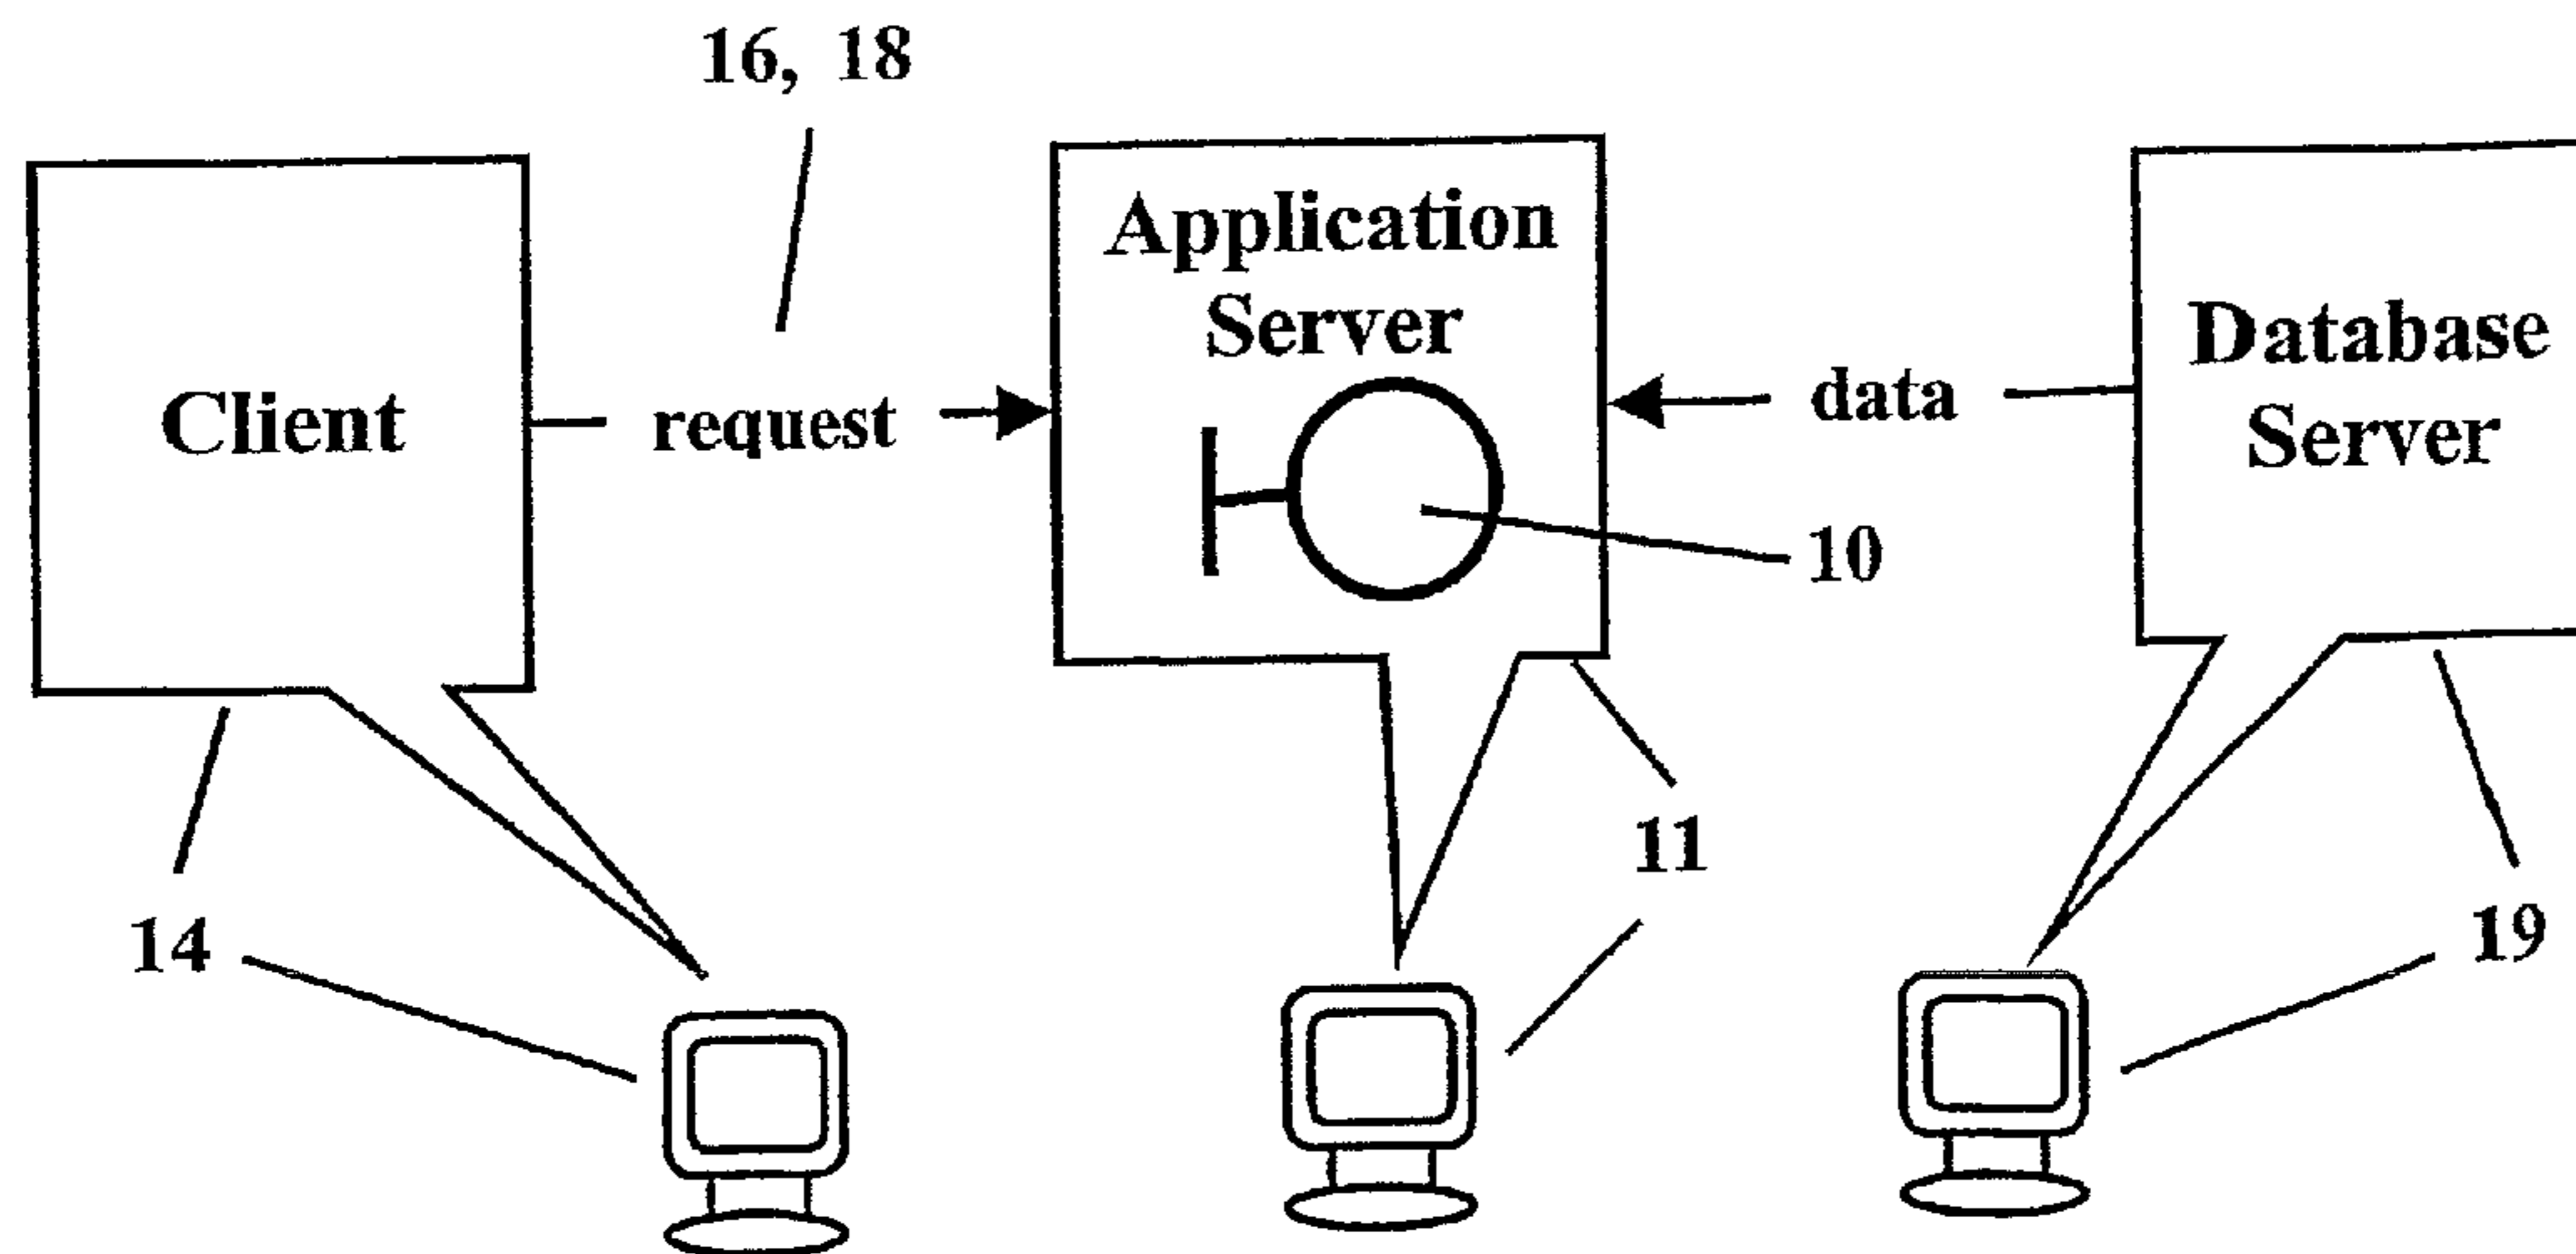 16, 18
Client
request
Application
Server
data
Database
Server
10
11
14
19